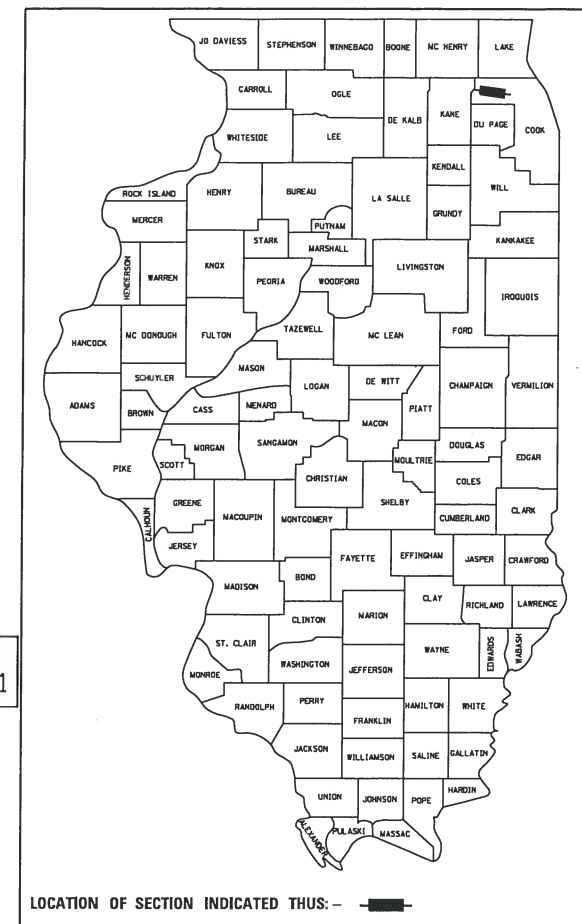 JO DAVIESS STEPHENSON WINNEBAGO BOONE MC HENRY LAKE
CARROLL OGLE DE KALB KANE DU PAGE COOK
WHITESIDE LEE
KENDALL
ROCK ISLAND HENRY BUREAU LA SALLE WILL
MERCER PUTNAM GRUNDY
STARK MARSHALL KANKAKEE
HENDERSON WARREN KNOX PEORIA WOODFORD LIVINGSTON IROQUOIS
HANCOCK MC DONOUGH FULTON TAZEWELL MC LEAN FORD
MASON
SCHUYLER LOGAN DE WITT CHAMPAIGN VERMILION
ADAMS BROWN CASS MENARD PIATT
MACON
MORGAN SANGAMON DOUGLAS
PIKE SCOTT CHRISTIAN MOULTRIE COLES EDGAR
GREENE MACOUPIN MONTGOMERY SHELBY CLARK
CALHOUN CUMBERLAND
JERSEY FAYETTE EFFINGHAM JASPER CRAWFORD
MADISON BOND
CLINTON MARION CLAY RICHLAND LAWRENCE
ST. CLAIR WAYNE EDWARDS WABASH
WASHINGTON JEFFERSON
MONROE
RANDOLPH PERRY HAMILTON WHITE
FRANKLIN
JACKSON WILLIAMSON SALINE GALLATIN
UNION JOHNSON POPE HARDIN
ALEXANDER PULASKI MASSAC
1
LOCATION OF SECTION INDICATED THUS: -